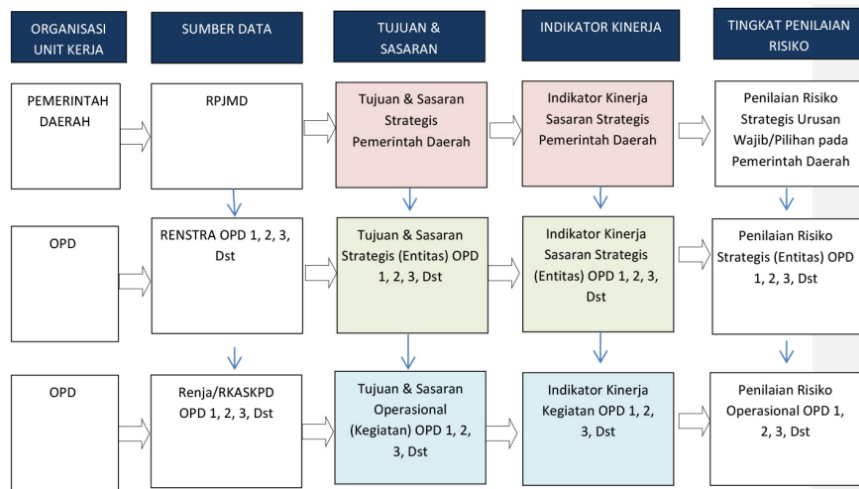 ORGANISASI
UNIT KERJA
SUMBER DATA
TUJUAN &
SASARAN
INDIKATOR KINERJA
TINGKAT PENILAIAN
RISIKO
PEMERINTAH
DAERAH
RPJMD
Tujuan & Sasaran
Strategis
Pemerintah Daerah
Indikator Kinerja
Sasaran Strategis
Pemerintah Daerah
Penilaian Risiko
Strategis Urusan
Wajib/Pilihan pada
Pemerintah Daerah
OPD
RENSTRA OPD 1, 2, 3,
Dst
Tujuan & Sasaran
Strategis (Entitas) OPD
1, 2, 3, Dst
Indikator Kinerja
Sasaran Strategis
(Entitas) OPD 1, 2, 3,
Dst
Penilaian Risiko
Strategis (Entitas) OPD
1, 2, 3, Dst
OPD
Renja/RKASKPD
OPD 1, 2, 3, Dst
Tujuan & Sasaran
Operasional
(Kegiatan) OPD 1, 2,
3, Dst
Indikator Kinerja
Kegiatan OPD 1, 2,
3, Dst
Penilaian Risiko
Operasional OPD 1,
2, 3, Dst